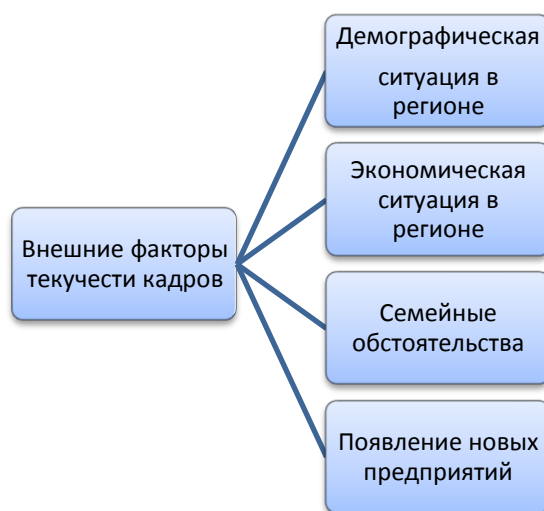 Демографическая
ситуация в
регионе
Экономическая
ситуация в
регионе
Внешние факторы
текучести кадров
Семейные
обстоятельства
Появление новых
предприятий